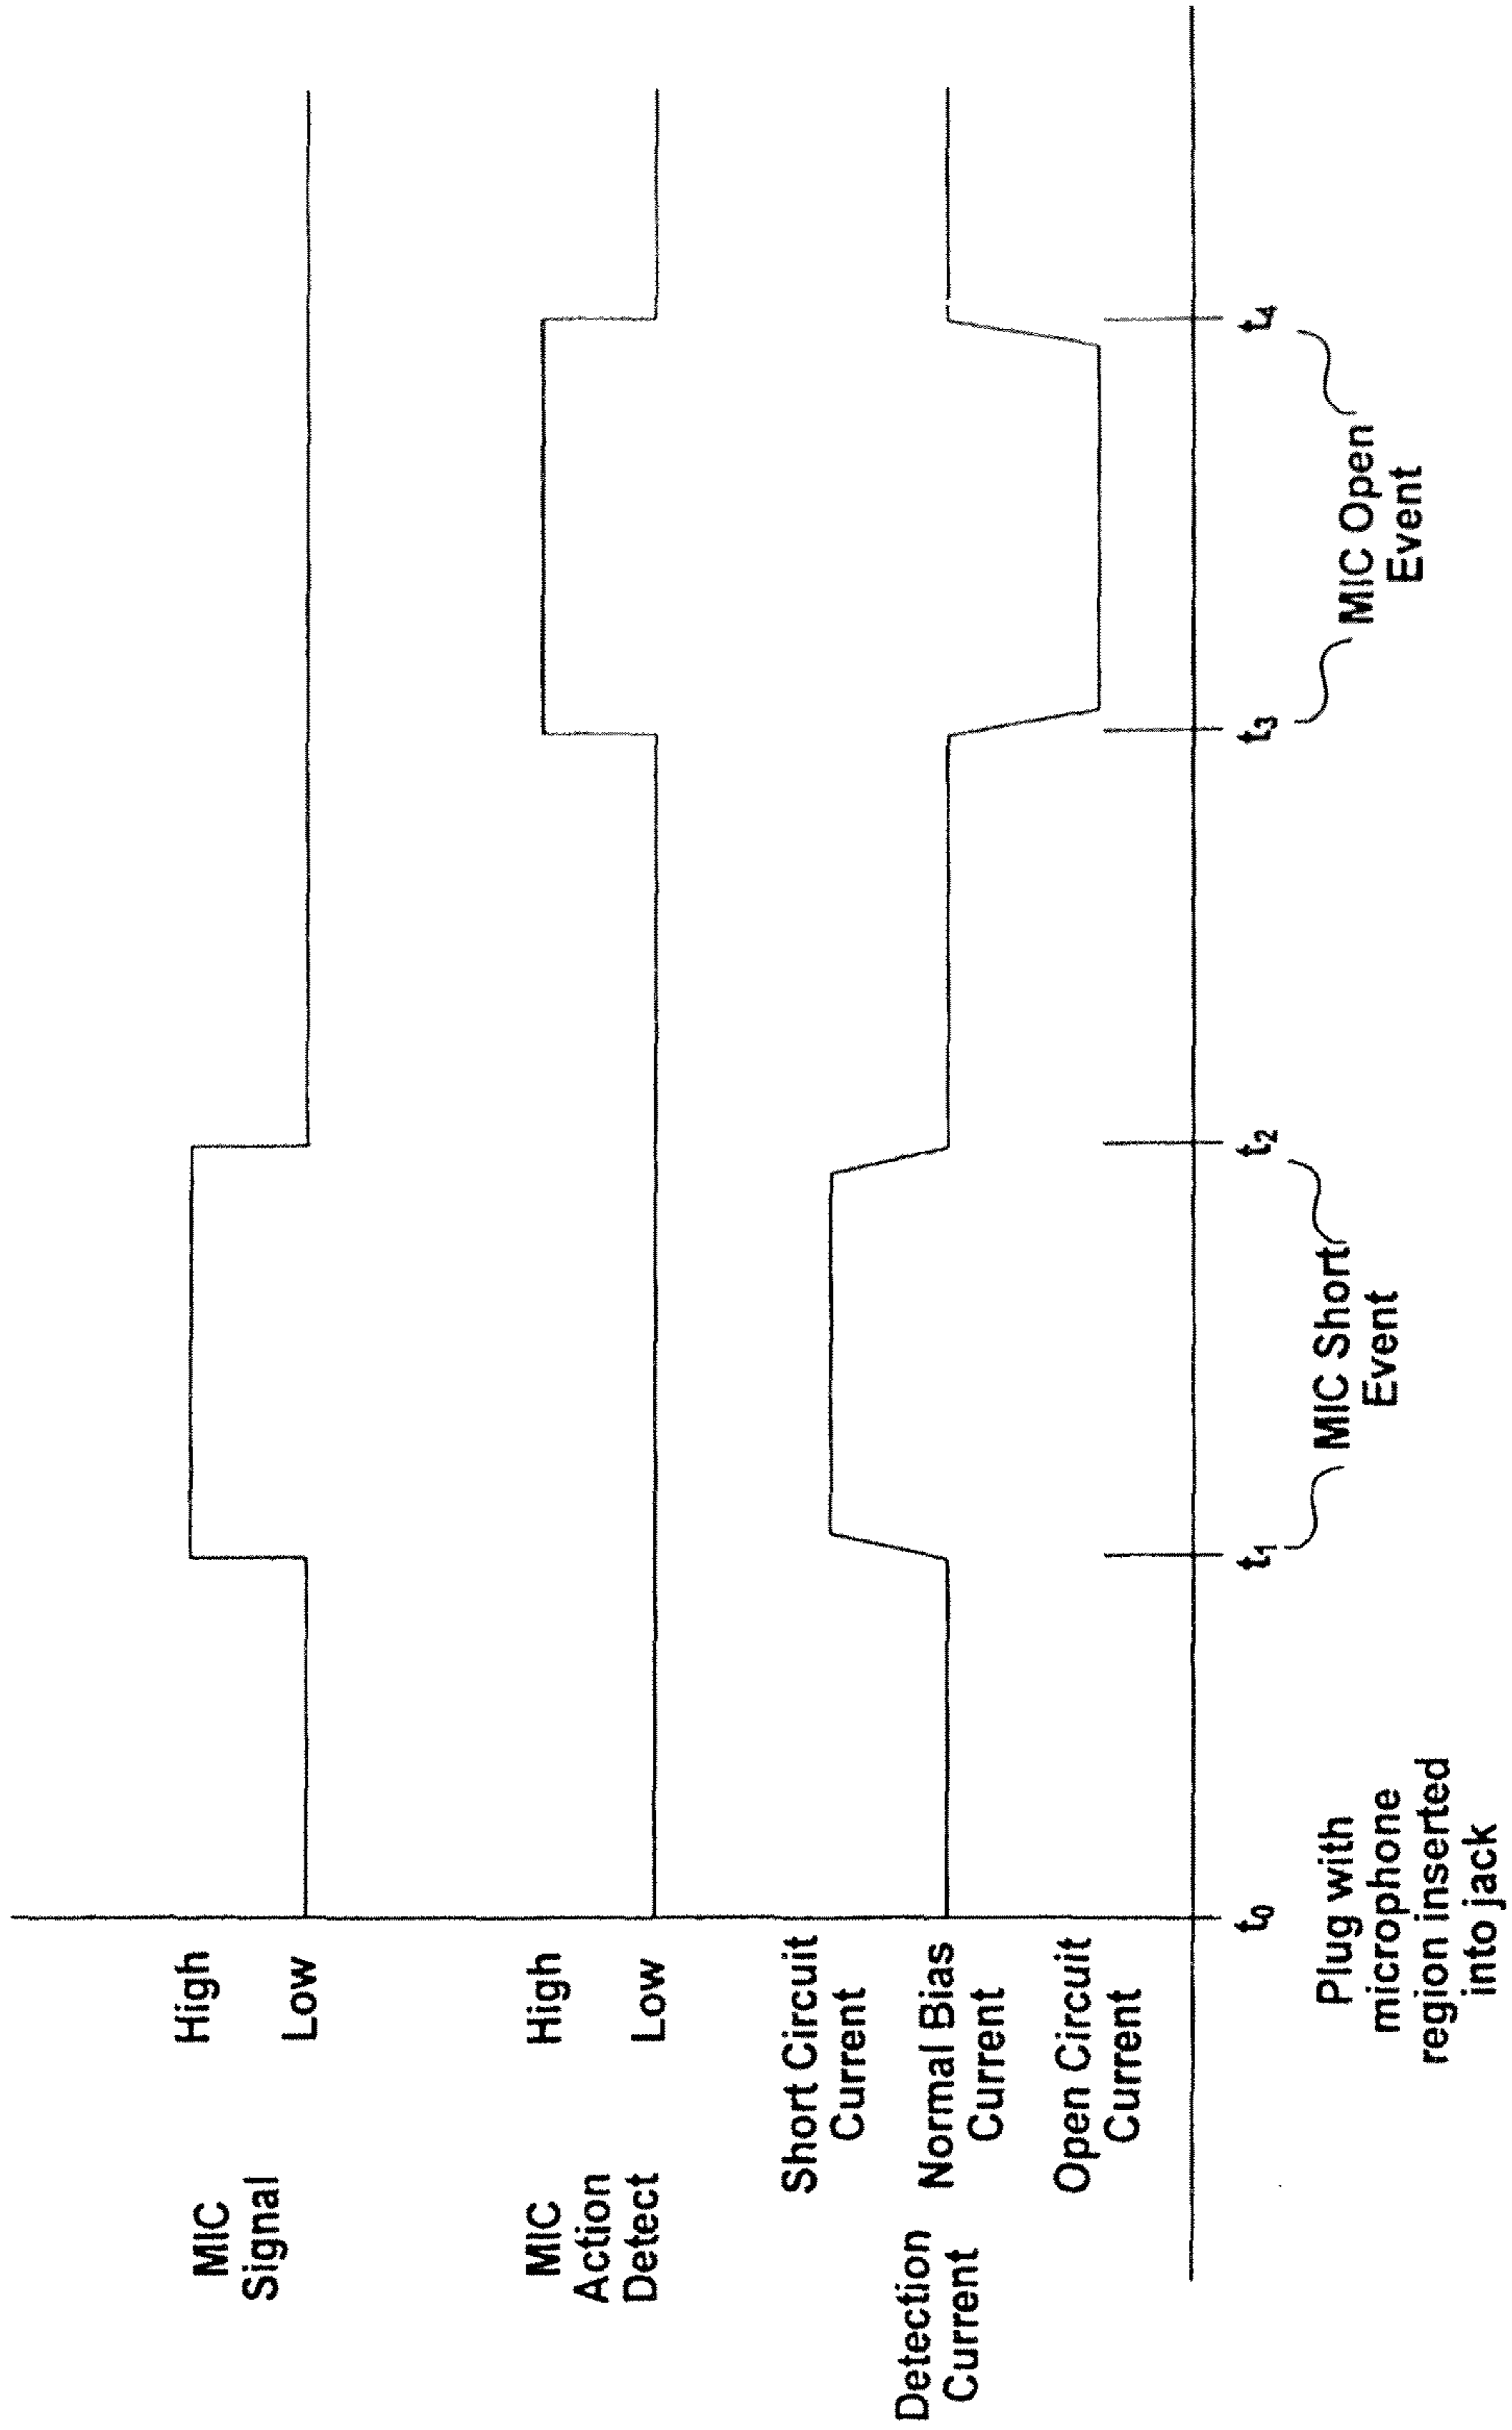 MIC
Signal
High
Low
MIC
Action
Detect
High
Low
Detection
Current
Short Circuit
Current
Normal Bias
Current
Open Circuit
Current
t0
t1
t2
t3
t4
Plug with
microphone
region inserted
into jack
MIC Short
Event
MIC Open
Event